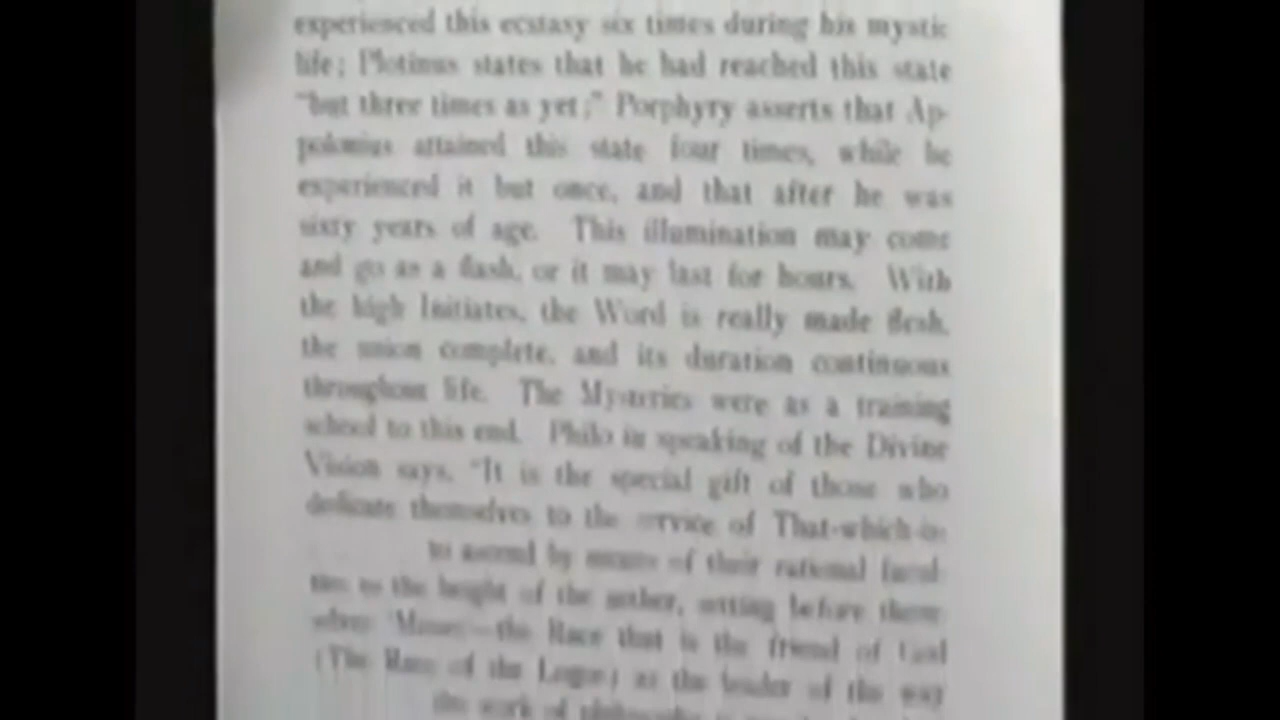 experienced this ecstasy six times during his mystic
life; Plotinus states that he had reached this state
"but three times as yet;" Porphyry asserts that Ap-
polonius attained this state four times, while he
experienced it but once, and that after he was
sixty years of age. This illumination may come
and go as a flash, or it may last for hours. With
the high Initiates, the Word is really made flesh,
the union complete, and its duration continuous
throughout life. The Mysteries were as a training
school to this end. Philo in speaking of the Divine
Vision says, "It is the special gift of those who
dedicate themselves to the service of That-which-is
to ascend by means of their rational facul-
ties to the height of the aether, setting before them-
selves 'Moses'—the Race that is the friend of God
(The Race of the Logos) as the leader of the way
the work of